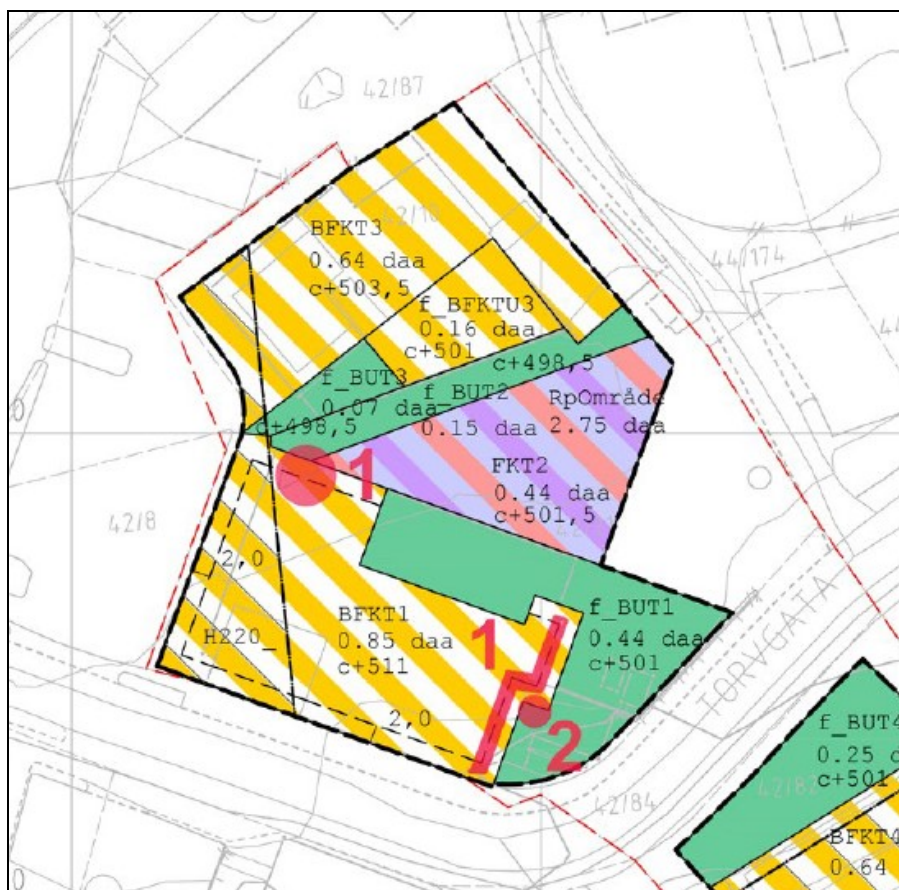 42/87
42/18
BFKT3
0.64 daa
c+503,5
44/174
f_BFKTU3
0.16 daa
c+501
c+498,5
f_BUT3
0.07 daa
c+498,5
f_BUT2
0.15 daa
RpOmråde
2.75 daa
FKT2
0.44 daa
c+501,5
1
42/8
2,0
BFKT1
0.85 daa
c+511
H220_
1
f_BUT1
0.44 daa
c+501
2,0
2
TORVGATA
f_BUT4
0.25 d
c+501
42/82
42/84
BFKT4
0.64